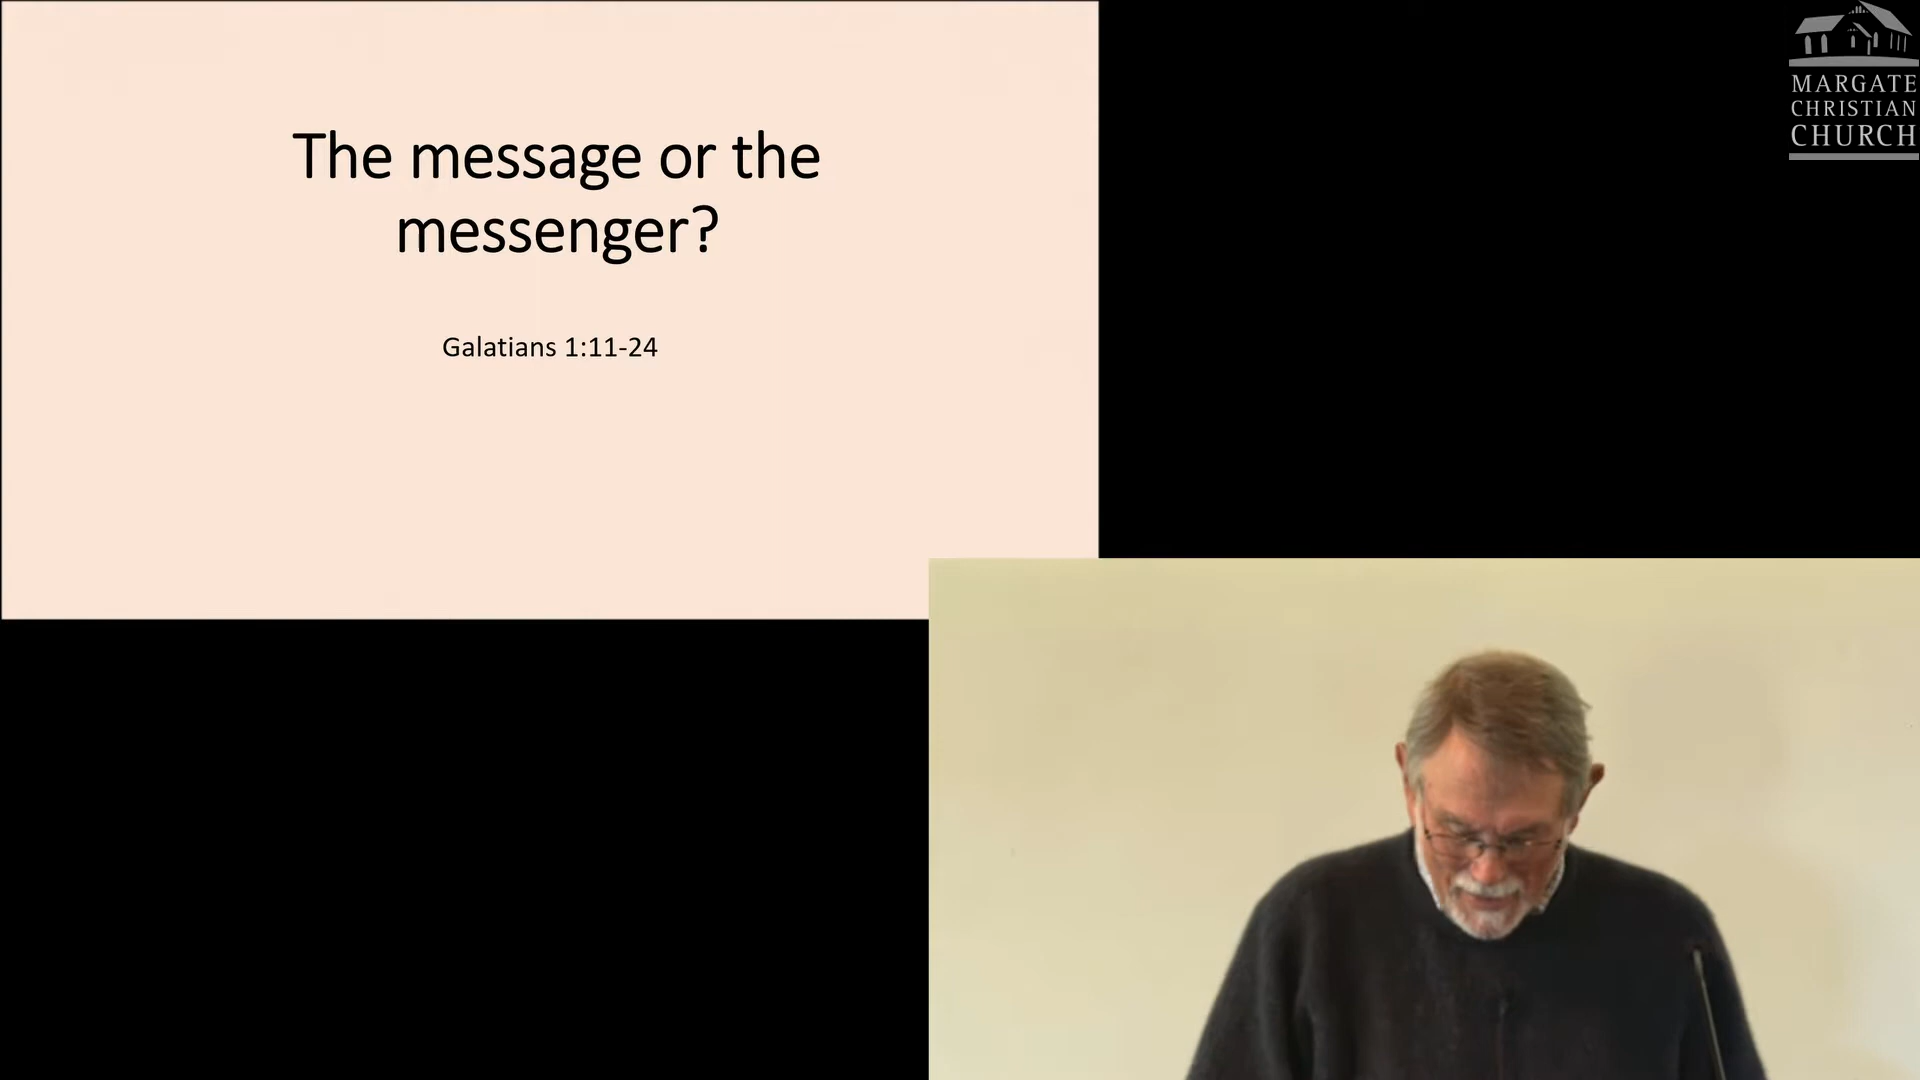 The message or the
messenger?
Galatians 1:11-24
MARGATE
CHRISTIAN
CHURCH